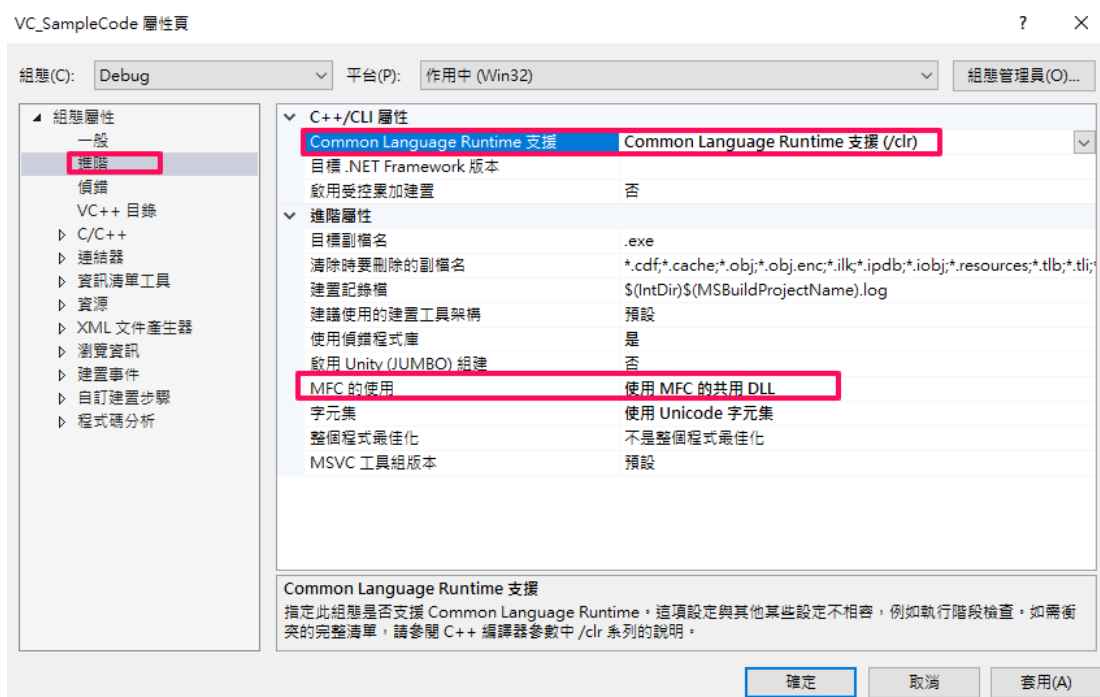 VC_SampleCode 屬性頁 ?
組態(C): Debug 平台(P): 作用中 (Win32) 組態管理員(O)...
組態屬性
一般
進階
偵錯
VC++ 目錄
C/C++
連結器
資訊清單工具
資源
XML 文件產生器
瀏覽資訊
建置事件
自訂建置步驟
程式碼分析
C++/CLI 屬性
Common Language Runtime 支援 Common Language Runtime 支援 (/clr)
目標 .NET Framework 版本
啟用受控累加建置 否
進階屬性
目標副檔名 .exe
清除時要刪除的副檔名 *.cdf;*.cache;*.obj;*.obj.enc;*.ilk;*.ipdb;*.iobj;*.resources;*.tlb;*.tli;*
建置記錄檔 $(IntDir)$(MSBuildProjectName).log
建議使用的建置工具架構 預設
使用偵錯程式庫 是
啟用 Unity (JUMBO) 組建 否
MFC 的使用 使用 MFC 的共用 DLL
字元集 使用 Unicode 字元集
整個程式最佳化 不是整個程式最佳化
MSVC 工具組版本 預設
Common Language Runtime 支援
指定此組態是否支援 Common Language Runtime。這項設定與其他某些設定不相容，例如執行階段檢查。如需衝
突的完整清單，請參閱 C++ 編譯器參數中 /clr 系列的說明。
確定 取消 套用(A)